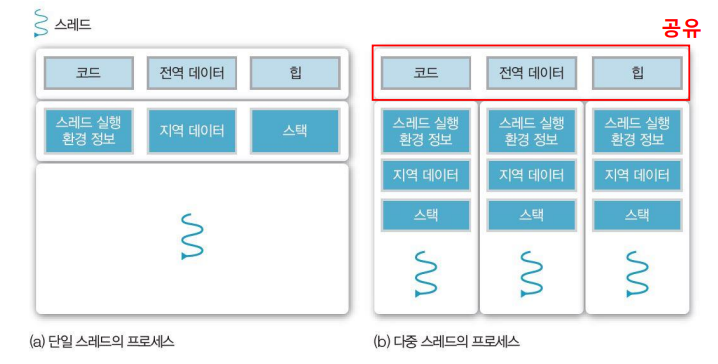 스레드
공유
코드 전역 데이터 힙
스레드 실행
환경 정보
지역 데이터 스택
(a) 단일 스레드의 프로세스
코드 전역 데이터 힙
스레드 실행 스레드 실행 스레드 실행
환경 정보 환경 정보 환경 정보
지역 데이터 지역 데이터 지역 데이터
스택 스택 스택
(b) 다중 스레드의 프로세스